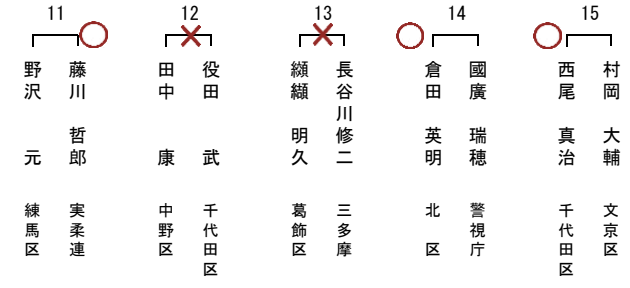 11
野沢 元
練馬区
藤川 哲郎
実柔連
12
田中 康
中野区
役田 武
千代田区
13
纐纈 明久
葛飾区
長谷川修二
三多摩
14
倉田 英明
北区
國廣 瑞穂
警視庁
15
西尾 真治
千代田区
村岡 大輔
文京区